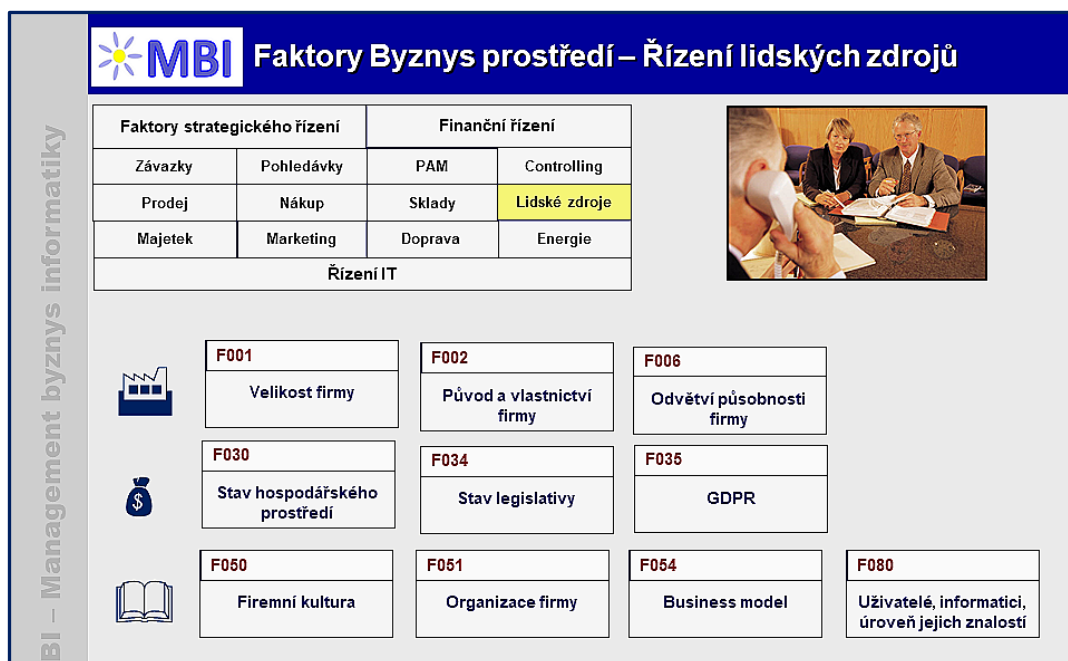 MBI
Faktory Byznys prostředí – Řízení lidských zdrojů
BI – Management byznys informatiky
Faktory strategického řízení
Finanční řízení
Závazky
Pohledávky
PAM
Controlling
Prodej
Nákup
Sklady
Lidské zdroje
Majetek
Marketing
Doprava
Energie
Řízení IT
F001
Velikost firmy
F002
Původ a vlastnictví
firmy
F006
Odvětví působnosti
firmy
F030
Stav hospodářského
prostředí
F034
Stav legislativy
F035
GDPR
$
F050
Firemní kultura
F051
Organizace firmy
F054
Business model
F080
Uživatelé, informatici,
úroveň jejich znalostí